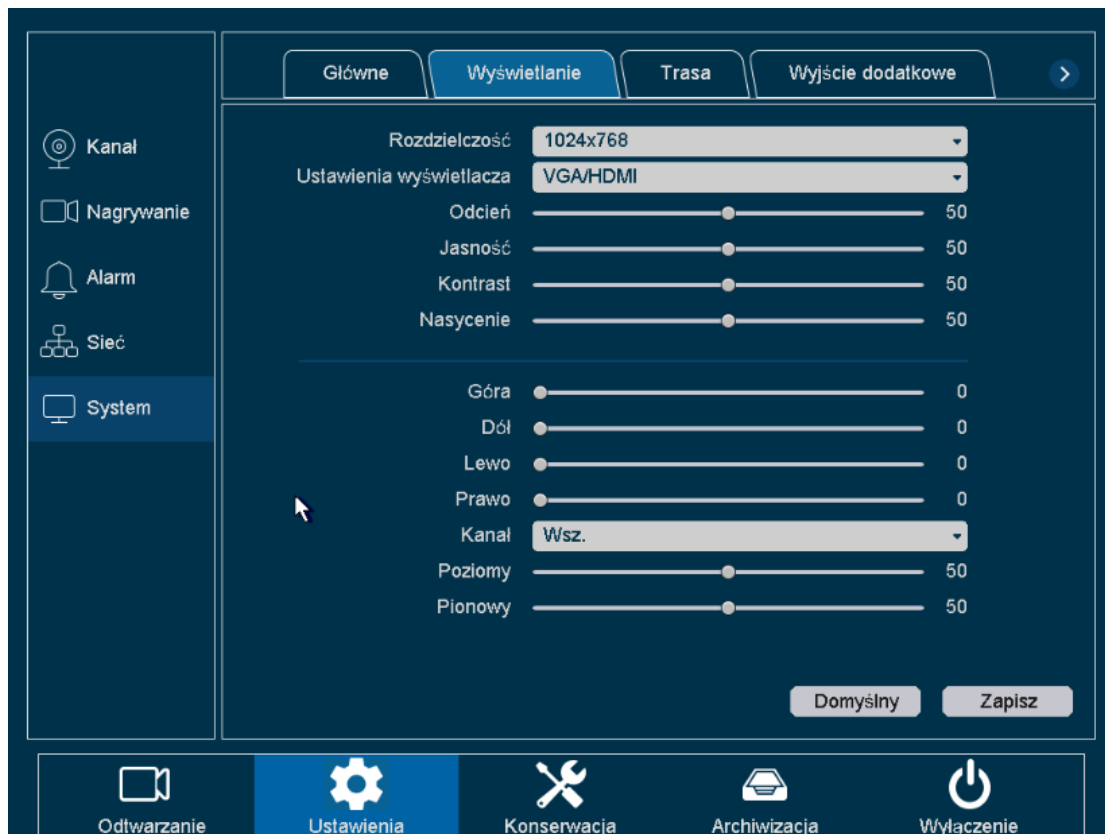 Główne Wyświetlanie Trasa Wyjście dodatkowe
Kanał
Nagrywanie
Alarm
Sieć
System
Rozdzielczość 1024x768
Ustawienia wyświetlacza VGA/HDMI
Odcień 50
Jasność 50
Kontrast 50
Nasycenie 50
Góra 0
Dół 0
Lewo 0
Prawo 0
Kanał Wsz.
Poziomy 50
Pionowy 50
Domyślny Zapisz
Odtwarzanie Ustawienia Konserwacja Archiwizacja Wyłączenie